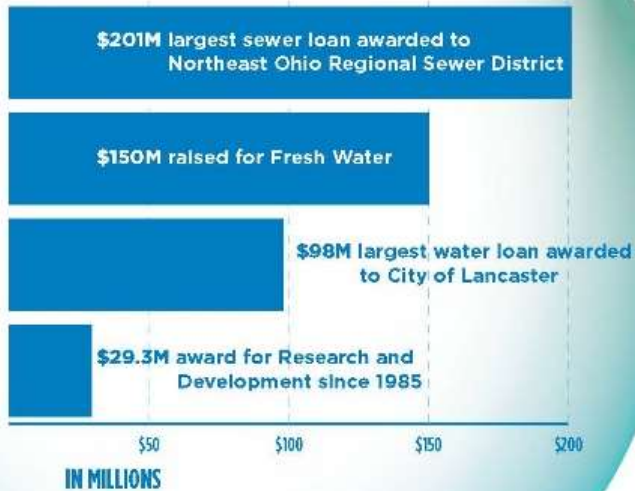 $201M largest sewer loan awarded to
Northeast Ohio Regional Sewer District
$150M raised for Fresh Water
$98M largest water loan awarded
to City of Lancaster
$29.3M award for Research and
Development since 1985
$50
$100
$150
$200
IN MILLIONS